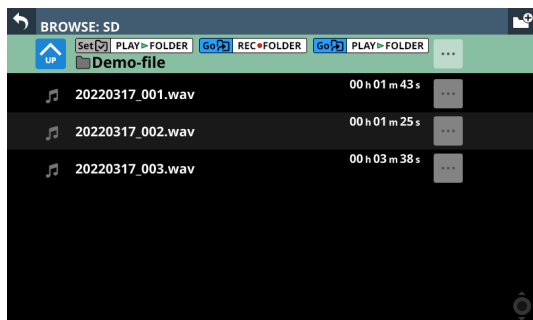 BROWSE: SD
Set PLAY▷FOLDER Go REC●FOLDER Go PLAY▷FOLDER
UP Demo-file ...
20220317_001.wav 00 h 01 m 43 s ...
20220317_002.wav 00 h 01 m 25 s ...
20220317_003.wav 00 h 03 m 38 s ...